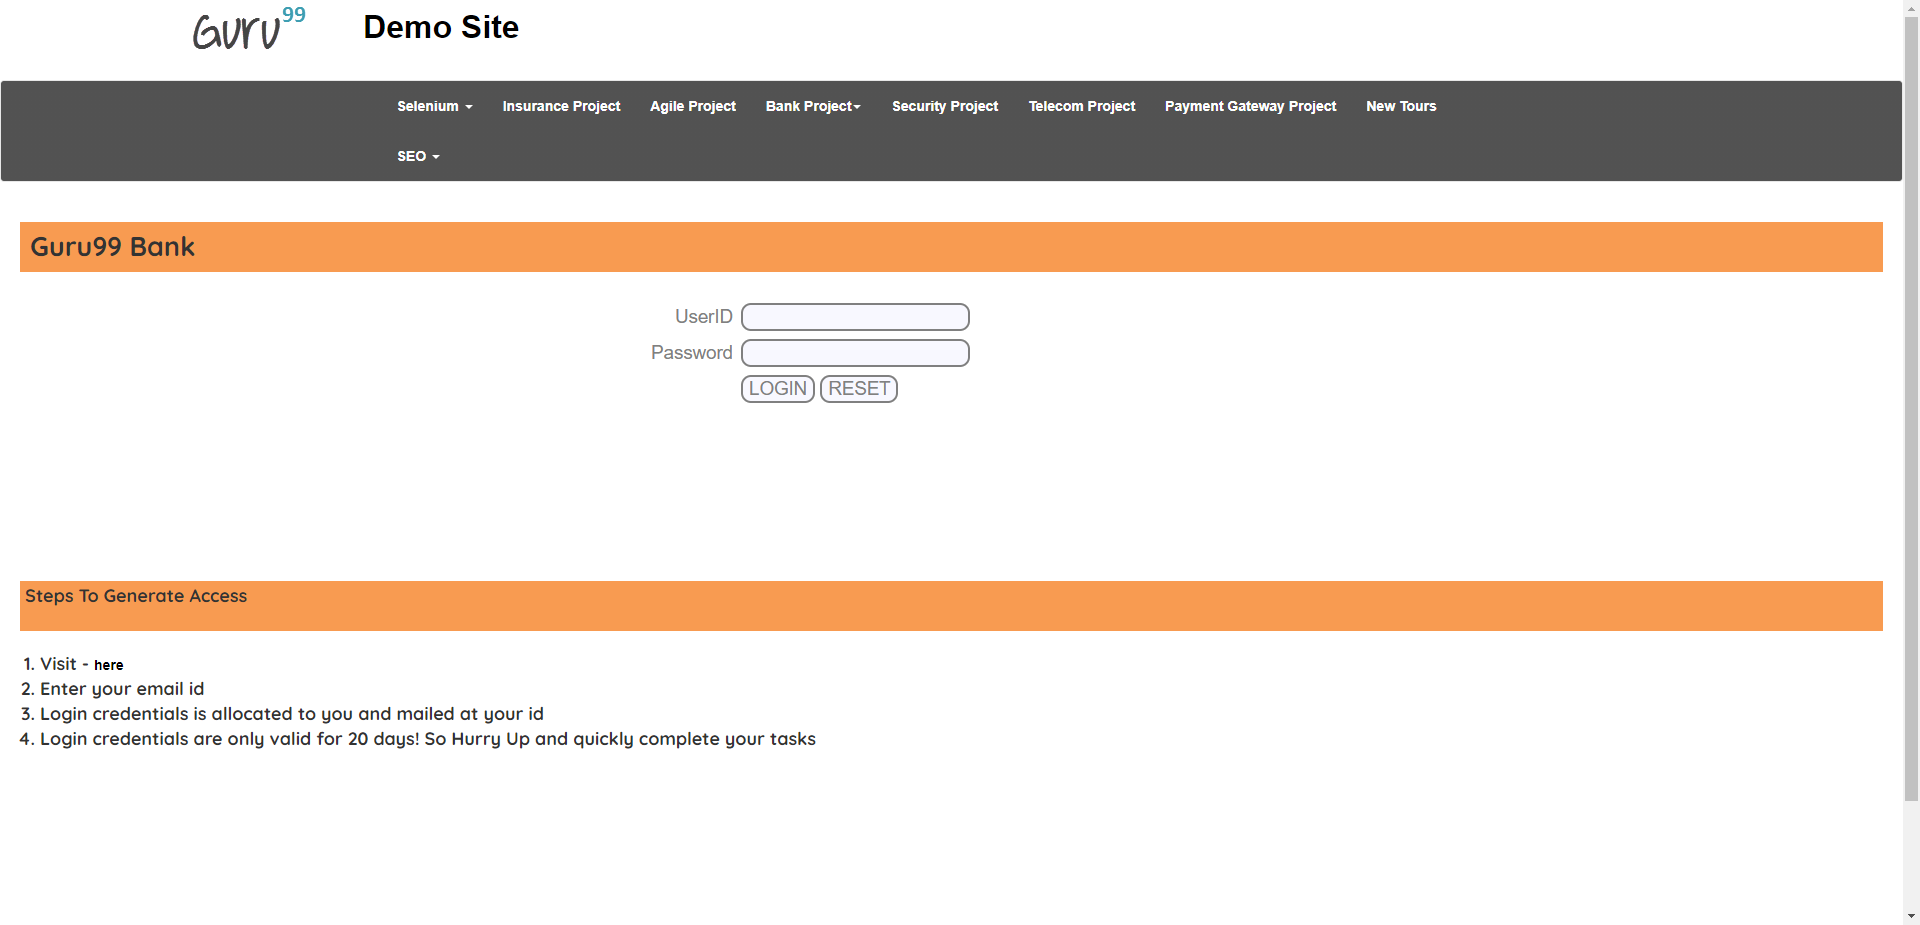 Guru99 Demo Site
Selenium Insurance Project Agile Project Bank Project Security Project Telecom Project Payment Gateway Project New Tours
SEO
Guru99 Bank
UserID
Password
LOGIN RESET
Steps To Generate Access
1. Visit - here
2. Enter your email id
3. Login credentials is allocated to you and mailed at your id
4. Login credentials are only valid for 20 days! So Hurry Up and quickly complete your tasks